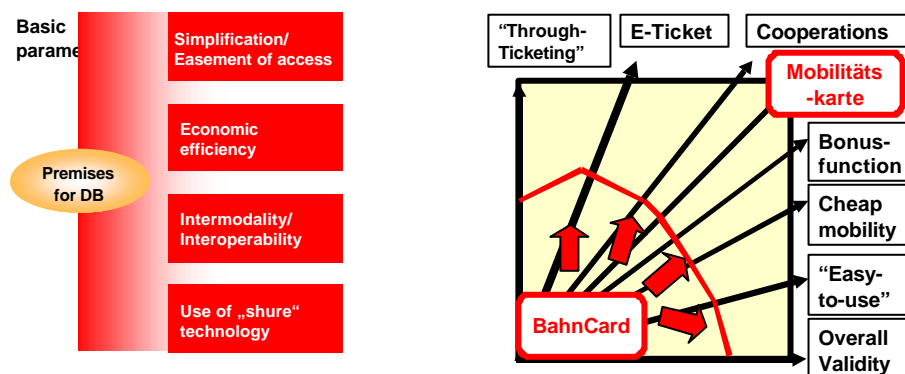 Basic
parame
Simplification/
Easement of access
Economic
efficiency
Premises
for DB
Intermodality/
Interoperability
Use of „shure“
technology
“Through-
Ticketing”
E-Ticket
Cooperations
Mobilitäts
-karte
Bonus-
function
Cheap
mobility
“Easy-
to-use”
BahnCard
Overall
Validity